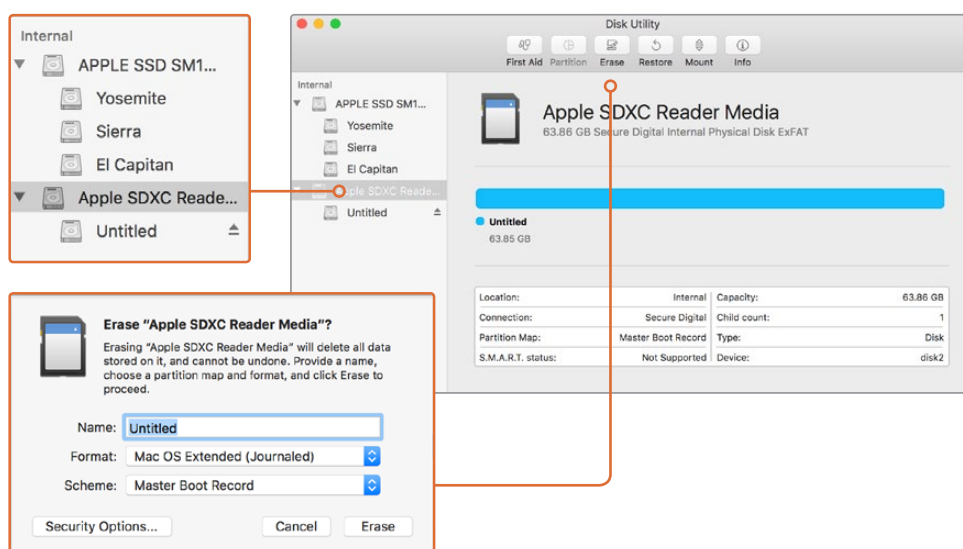 Internal
APPLE SSD SM1...
Yosemite
Sierra
El Capitan
Apple SDXC Reade...
Untitled
Disk Utility
First Aid Partition Erase Restore Mount Info
Internal
APPLE SSD SM1...
Yosemite
Sierra
El Capitan
ple SDXC Reade...
Untitled
Apple SDXC Reader Media
63.86 GB Secure Digital Internal Physical Disk ExFAT
Untitled
63.85 GB
Location: Internal Capacity: 63.86 GB
Connection: Secure Digital Child count: 1
Partition Map: Master Boot Record Type: Disk
S.M.A.R.T. status: Not Supported Device: disk2
Erase “Apple SDXC Reader Media”?
Erasing “Apple SDXC Reader Media” will delete all data
stored on it, and cannot be undone. Provide a name,
choose a partition map and format, and click Erase to
proceed.
Name: Untitled
Format: Mac OS Extended (Journaled)
Scheme: Master Boot Record
Security Options... Cancel Erase